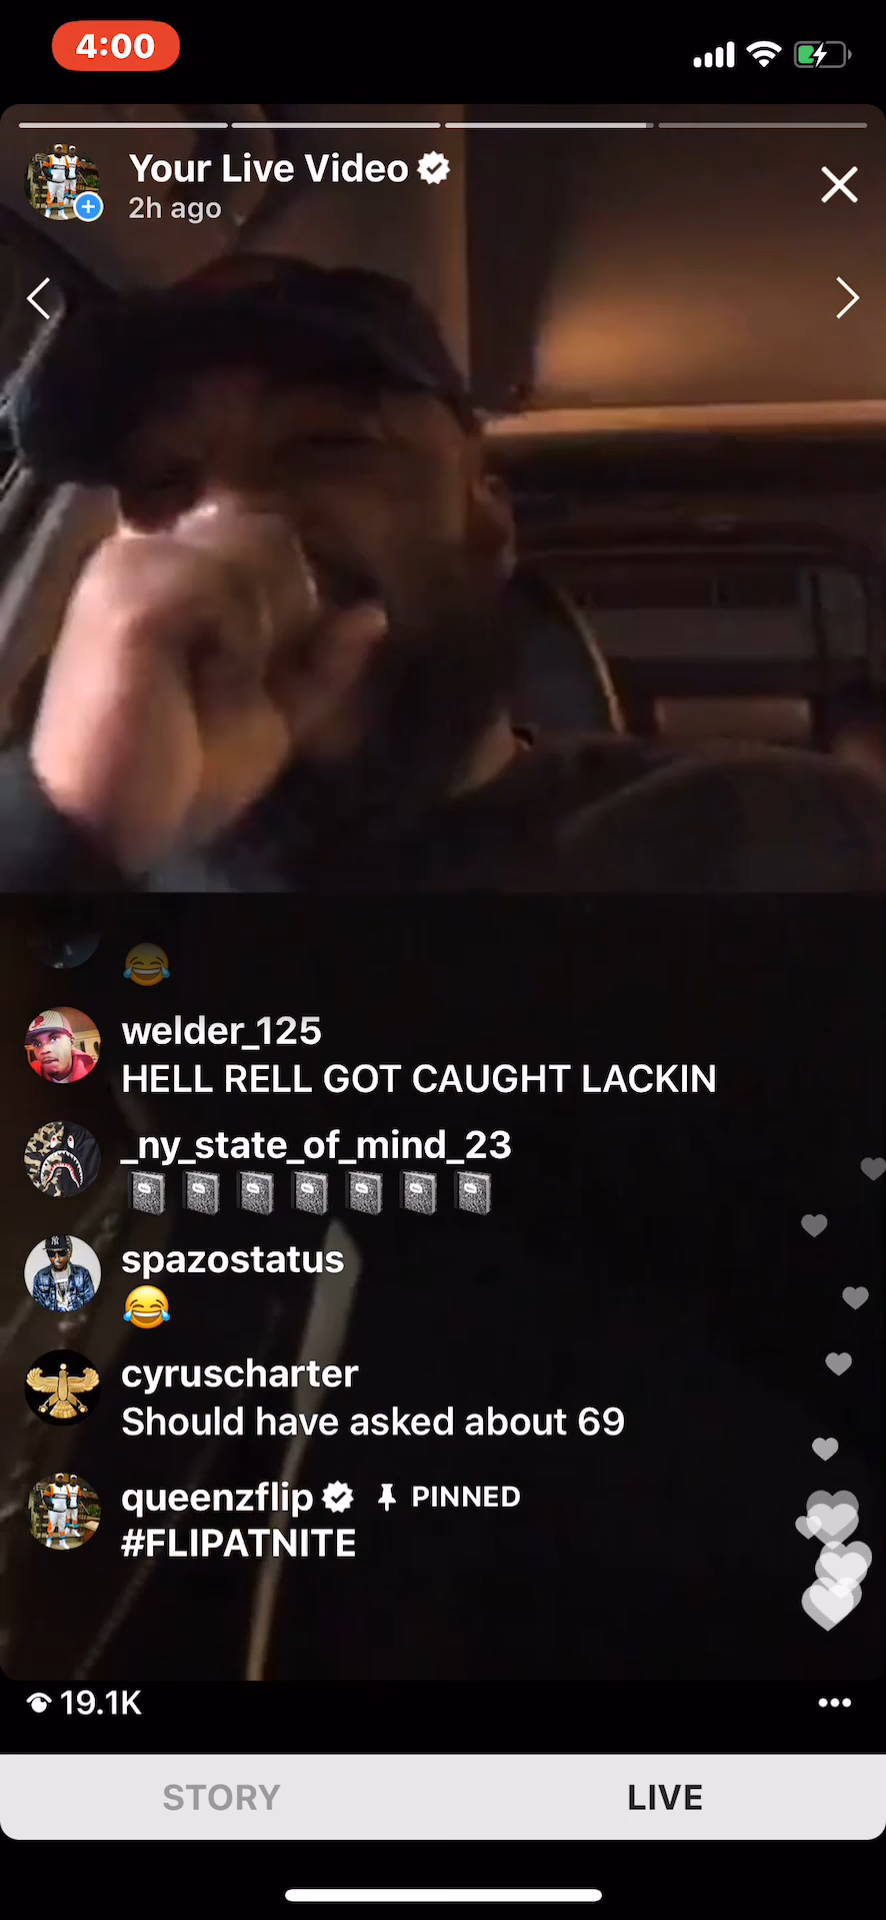 4:00
Your Live Video
2h ago
😂
welder_125
HELL RELL GOT CAUGHT LACKIN
_ny_state_of_mind_23
📓 📓 📓 📓 📓 📓 📓
spazostatus
😂
cyruscharter
Should have asked about 69
queenzflip PINNED
#FLIPATNITE
19.1K
STORY LIVE